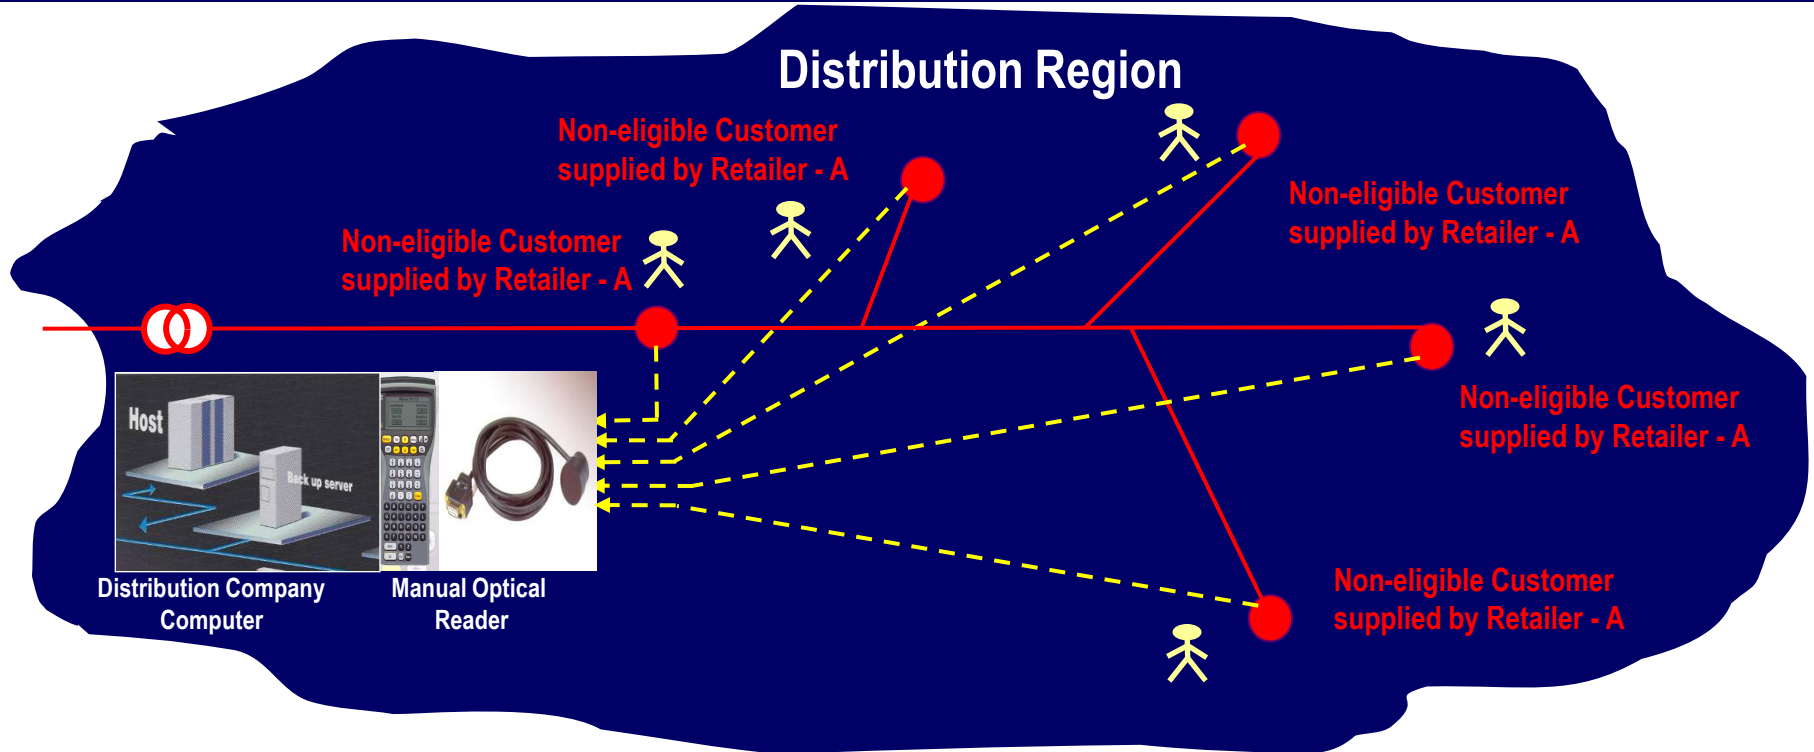 Distribution Region
Non-eligible Customer
supplied by Retailer - A
Non-eligible Customer
supplied by Retailer - A
Non-eligible Customer
supplied by Retailer - A
Non-eligible Customer
supplied by Retailer - A
Non-eligible Customer
supplied by Retailer - A
Host
Back up server
Distribution Company
Computer
Manual Optical
Reader